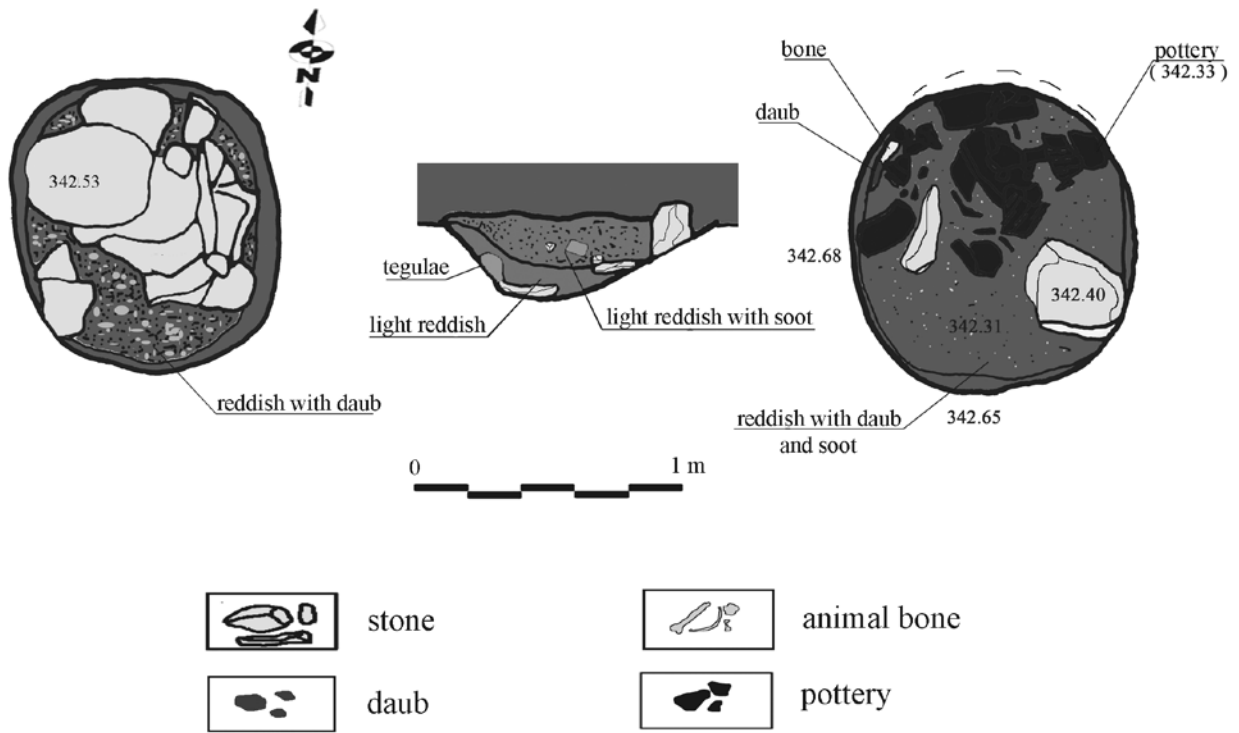 N
bone
pottery
( 342.33 )
daub
342.53
342.68
tegulae
342.40
light reddish
light reddish with soot
342.31
reddish with daub
reddish with daub
and soot
342.65
0 1 m
stone
animal bone
daub
pottery